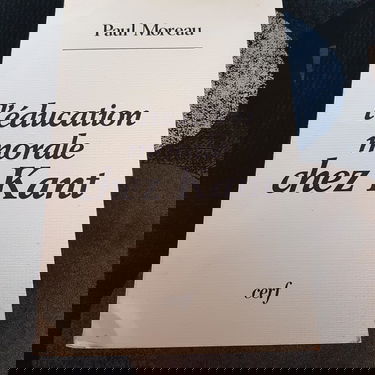 Paul Moreau
l'éducation
morale
chez Kant
cerf